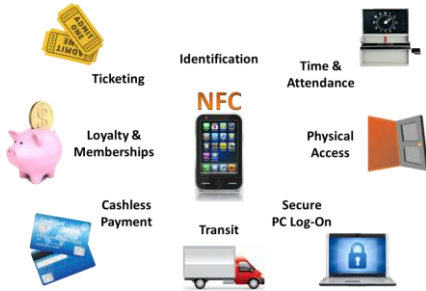 ADMIT
ONE
ADMIT
ONE
Identification
Time &
Attendance
Ticketing
NFC
Loyalty &
Memberships
Physical
Access
Cashless
Payment
Secure
PC Log-On
Transit